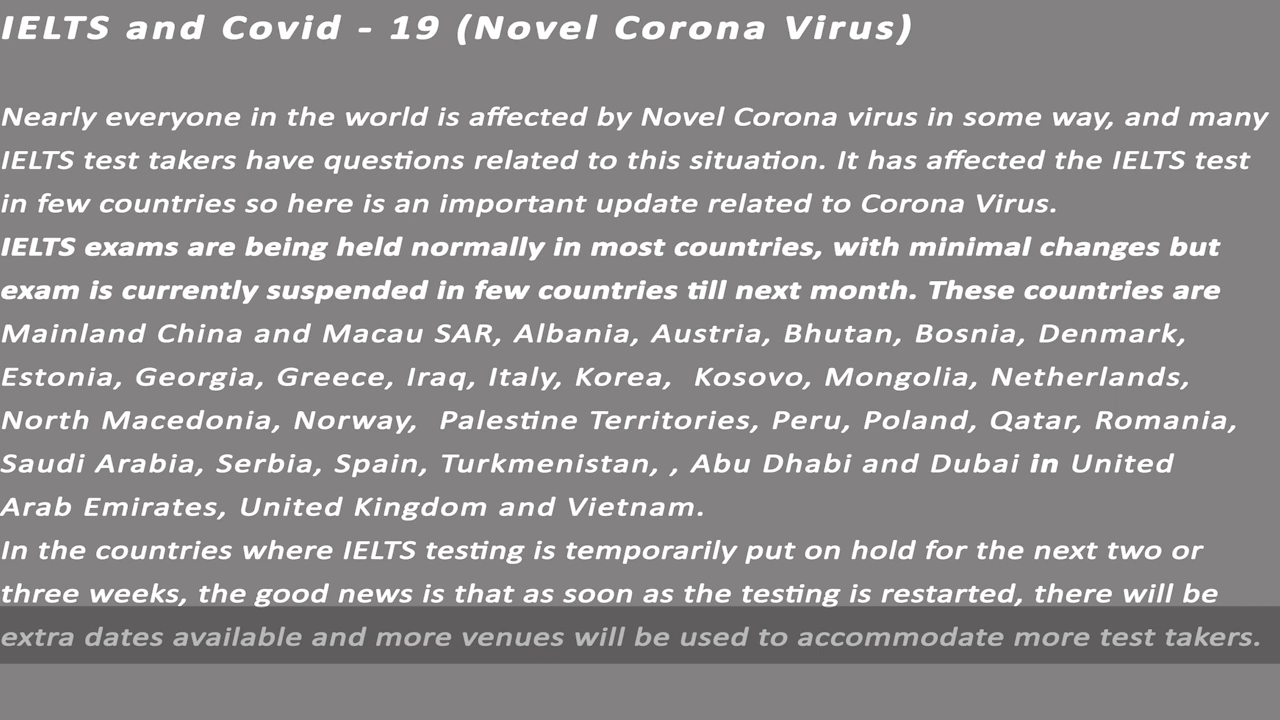 IELTS and Covid - 19 (Novel Corona Virus)
Nearly everyone in the world is affected by Novel Corona virus in some way, and many
IELTS test takers have questions related to this situation. It has affected the IELTS test
in few countries so here is an important update related to Corona Virus.
IELTS exams are being held normally in most countries, with minimal changes but
exam is currently suspended in few countries till next month. These countries are
Mainland China and Macau SAR, Albania, Austria, Bhutan, Bosnia, Denmark,
Estonia, Georgia, Greece, Iraq, Italy, Korea,  Kosovo, Mongolia, Netherlands,
North Macedonia, Norway,  Palestine Territories, Peru, Poland, Qatar, Romania,
Saudi Arabia, Serbia, Spain, Turkmenistan, , Abu Dhabi and Dubai in United
Arab Emirates, United Kingdom and Vietnam.
In the countries where IELTS testing is temporarily put on hold for the next two or
three weeks, the good news is that as soon as the testing is restarted, there will be
extra dates available and more venues will be used to accommodate more test takers.